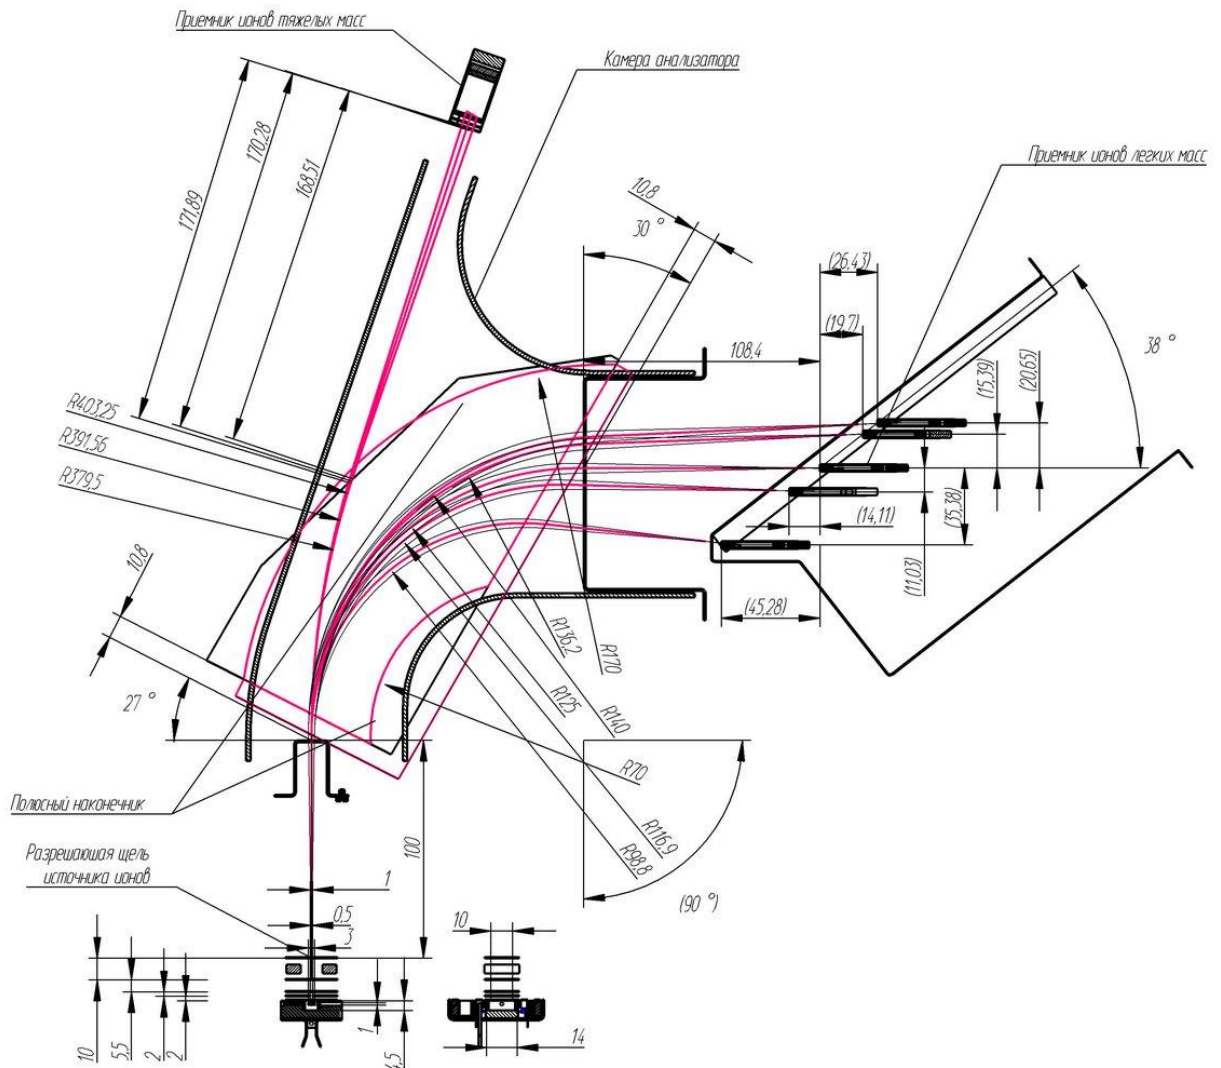 Приемник ионов тяжелых масс
Камера анализатора
Приемник ионов легких масс
171,89
170,28
168,51
10,8
30 °
(26,43)
(19,7)
108,4
38 °
(15,39)
(20,65)
R403,25
R391,56
R379,5
(14,11)
(35,38)
(11,03)
(45,28)
10,8
27 °
R136,2
R170
R125
R140
R70
R116,9
R98,8
(90 °)
Полюсный наконечник
100
Разрешаюшая щель
источника ионов
1
0,5
3
10
10
5,5
2
2
1
4,5
14